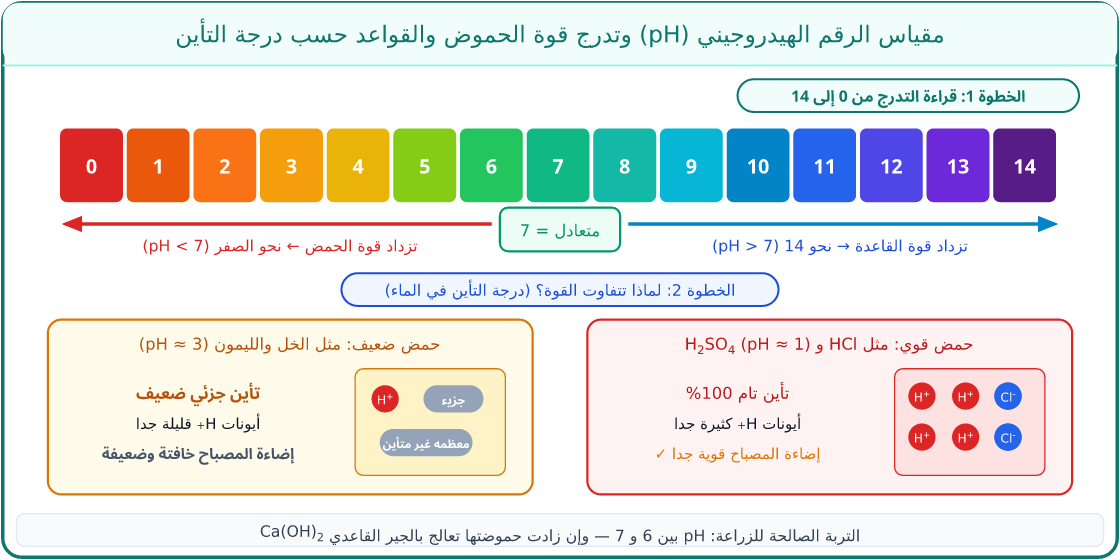 مقياس الرقم الهيدروجيني (pH) وتدرج قوة الحموض والقواعد حسب درجة التأين
الخطوة 1: قراءة التدرج من 0 إلى 14
0 1 2 3 4 5 6 7 8 9 10 11 12 13 14
متعادل = 7
تزداد قوة القاعدة → نحو 14 (pH > 7)
تزداد قوة الحمض ← نحو الصفر (pH < 7)
الخطوة 2: لماذا تتفاوت القوة؟ (درجة التأين في الماء)
حمض قوي: مثل HCl و H₂SO₄ (pH ≈ 1)
H⁺ H⁺ Cl⁻
H⁺ H⁺ Cl⁻
تأين تام 100%
أيونات H+ كثيرة جدا
إضاءة المصباح قوية جدا ✓
حمض ضعيف: مثل الخل والليمون (pH ≈ 3)
H⁺ جزيء
معظمه غير متأين
تأين جزئي ضعيف
أيونات H+ قليلة جدا
إضاءة المصباح خافتة وضعيفة
التربة الصالحة للزراعة: pH بين 6 و 7 — وإن زادت حموضتها تعالج بالجير القاعدي Ca(OH)₂